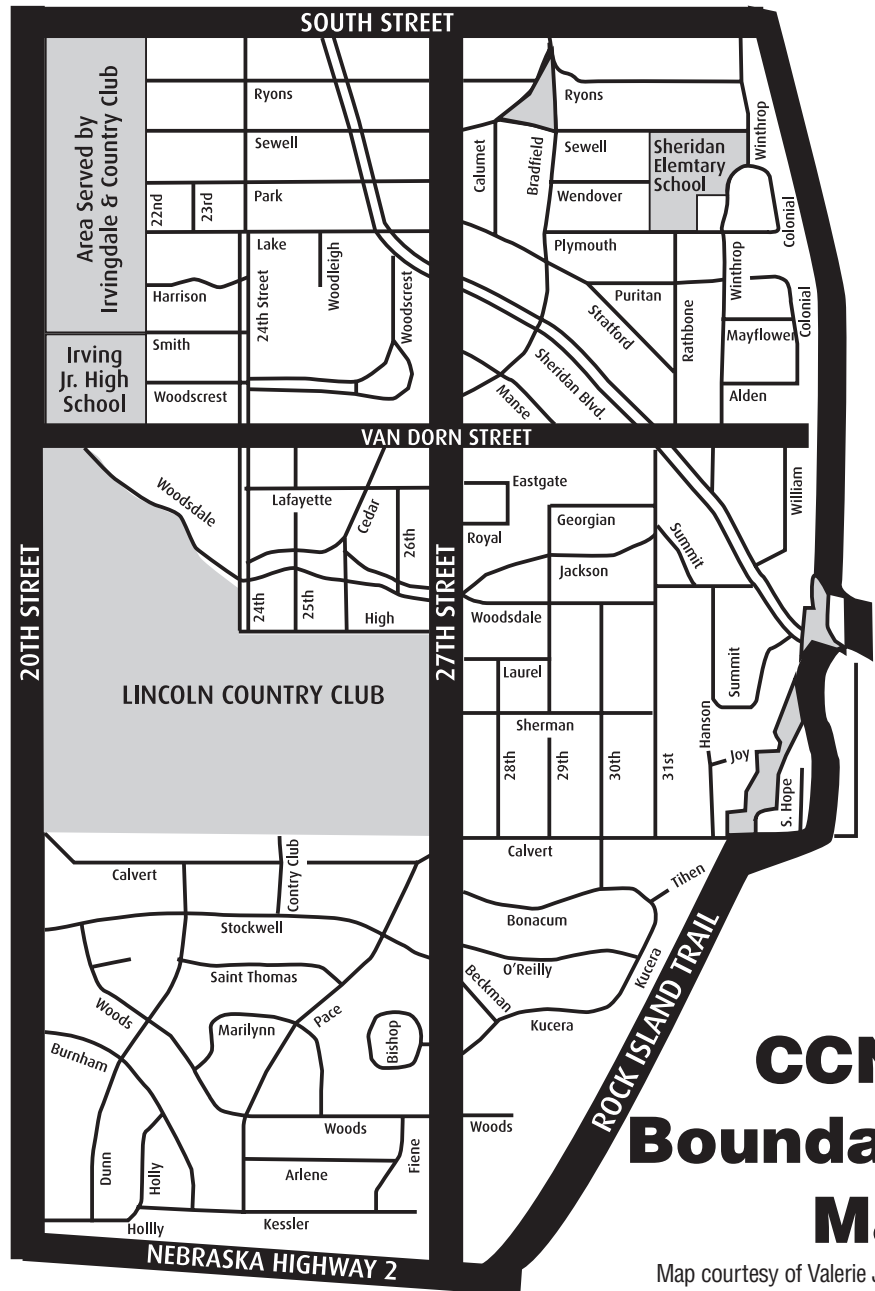 SOUTH STREET
Area Served by
Irvingdale & Country Club
Ryons
Sewell
Park
22nd
23rd
Lake
Woodleigh
24th Street
Harrison
Woodscrest
Smith
Irving
Jr. High
School
Woodscrest
Ryons
Calumet
Bradfield
Sewell
Sheridan
Elemtary
School
Winthrop
Wendover
Colonial
Plymouth
Puritan
Stratford
Rathbone
Winthrop
Colonial
Mayflower
Sheridan Blvd.
Manse
Alden
VAN DORN STREET
Woodsdale
Lafayette
Cedar
26th
24th
25th
High
Eastgate
Royal
Georgian
Summit
William
Jackson
Woodsdale
20TH STREET
27TH STREET
LINCOLN COUNTRY CLUB
Laurel
Summit
Sherman
28th
29th
30th
31st
Hanson
Joy
S. Hope
Calvert
Contry Club
Calvert
Tihen
Stockwell
Bonacum
Saint Thomas
O'Reilly
Beckman
Kucera
Kucera
Woods
Marilynn
Pace
Bishop
Burnham
ROCK ISLAND TRAIL
Woods
Woods
Dunn
Holly
Arlene
Fiene
Hollly
Kessler
NEBRASKA HIGHWAY 2
Map courtesy of Valerie